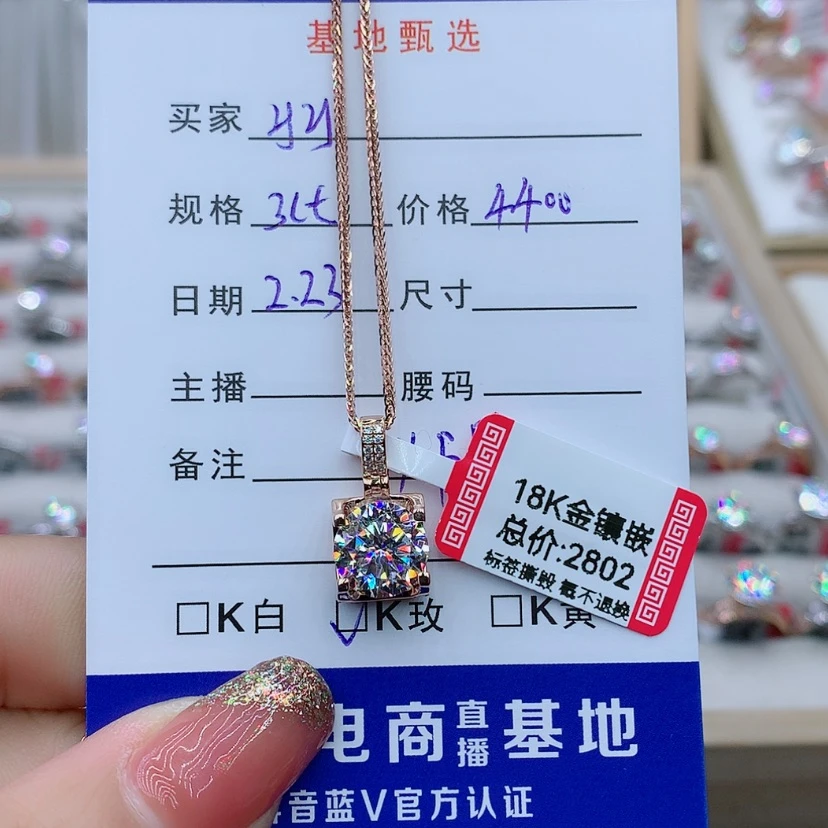 基地甄选
买家 yy
规格 3ct 价格 4400
日期 2.23 尺寸
主播 腰码
备注
18K金镶嵌
总价:2802
标签撕毁 概不退换
□K白 ✓□K玫 □K黄
电商直播基地
音蓝V官方认证